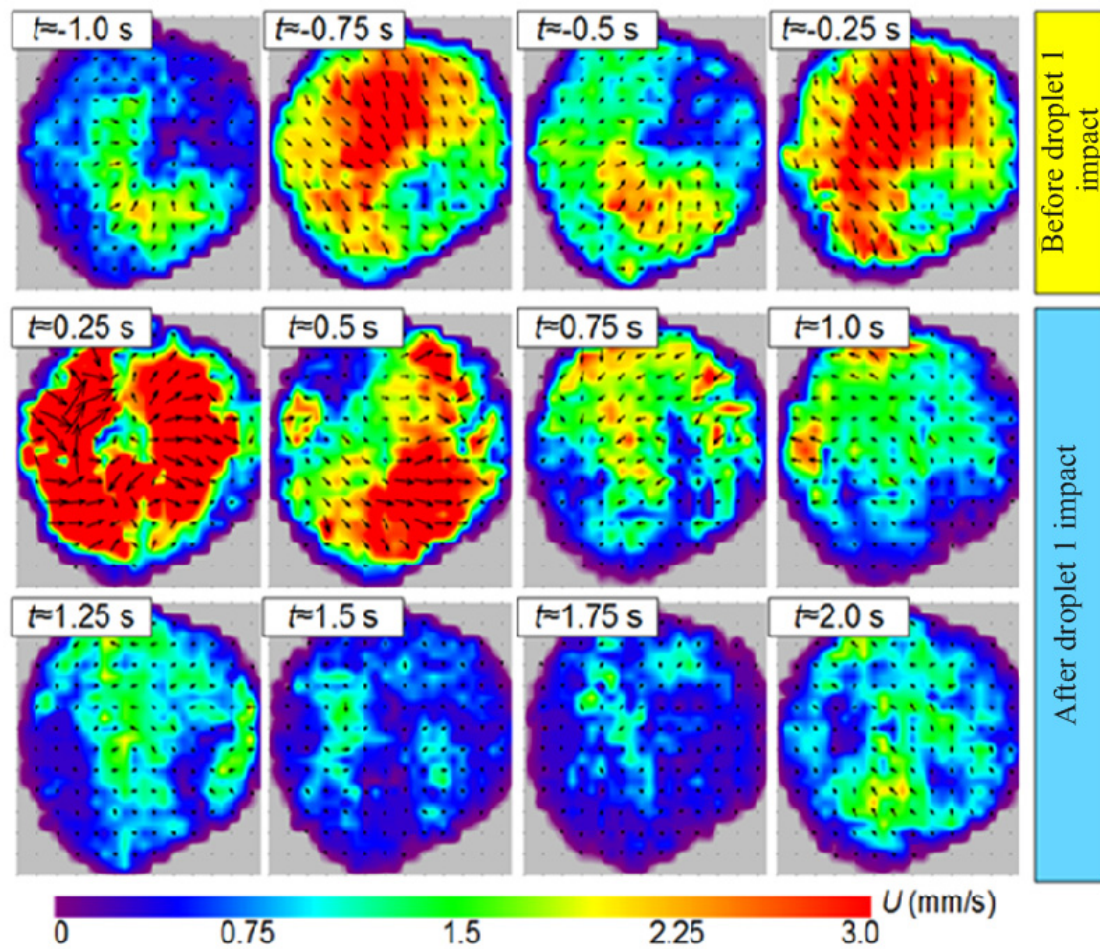 t≈-1.0 s
t≈-0.75 s
t≈-0.5 s
t≈-0.25 s
Before droplet 1
impact
t≈0.25 s
t≈0.5 s
t≈0.75 s
t≈1.0 s
After droplet 1 impact
t≈1.25 s
t≈1.5 s
t≈1.75 s
t≈2.0 s
U (mm/s)
0
0.75
1.5
2.25
3.0